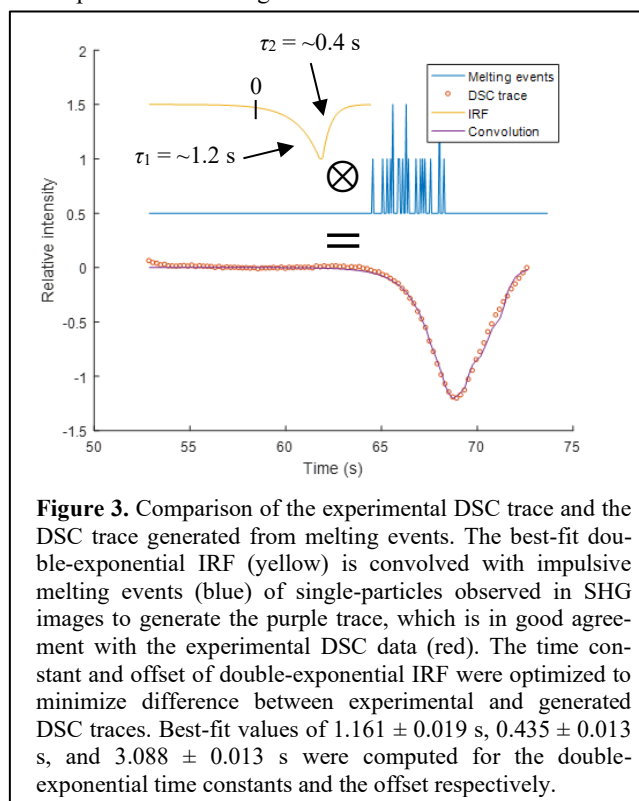 τ2 = ~0.4 s
0
τ1 = ~1.2 s
Melting events
DSC trace
IRF
Convolution
2
1.5
1
0.5
0
-0.5
-1
-1.5
Relative intensity
50
55
60
65
70
75
Time (s)
Figure 3. Comparison of the experimental DSC trace and the
DSC trace generated from melting events. The best-fit dou-
ble-exponential IRF (yellow) is convolved with impulsive
melting events (blue) of single-particles observed in SHG
images to generate the purple trace, which is in good agree-
ment with the experimental DSC data (red). The time con-
stant and offset of double-exponential IRF were optimized to
minimize difference between experimental and generated
DSC traces. Best-fit values of 1.161 ± 0.019 s, 0.435 ± 0.013
s, and 3.088 ± 0.013 s were computed for the double-
exponential time constants and the offset respectively.